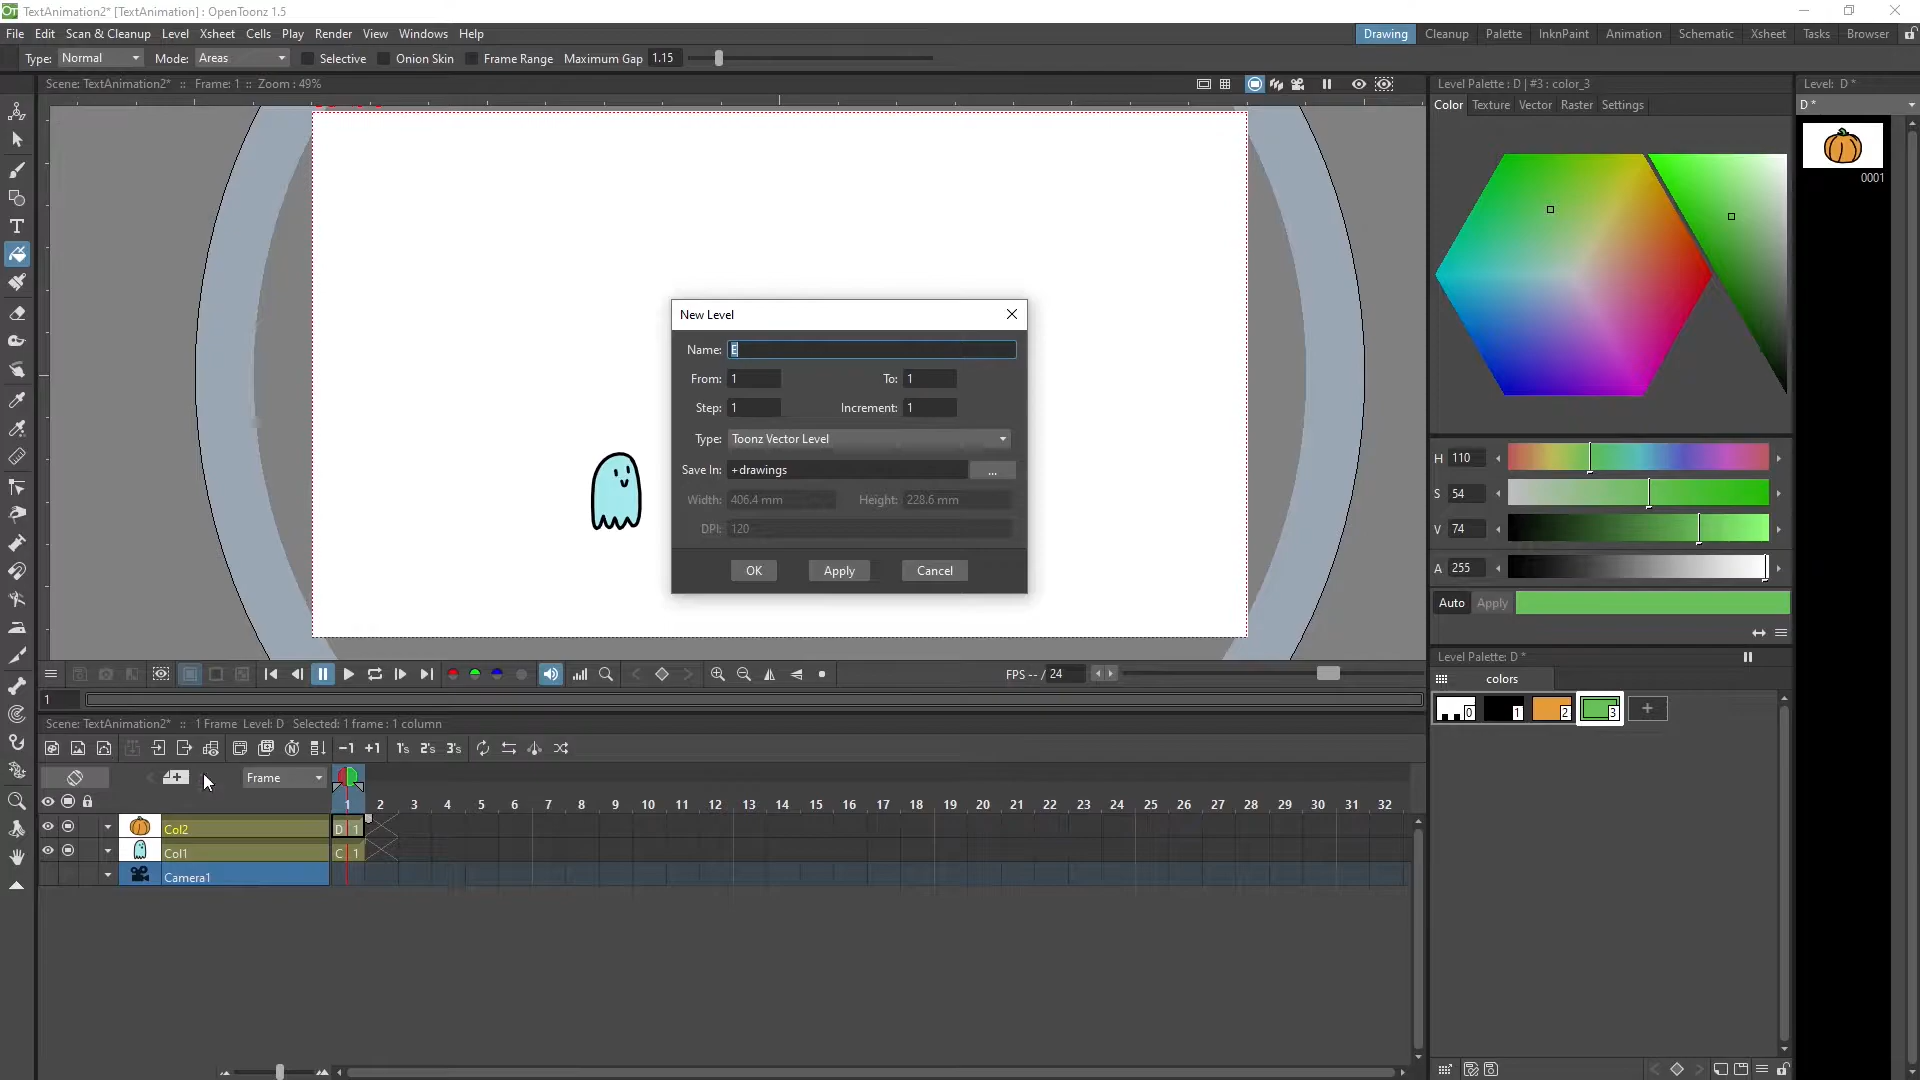 TextAnimation2* [TextAnimation] : OpenToonz 1.5
File Edit Scan & Cleanup Level Xsheet Cells Play Render Panels View Windows Help
Drawing Cleanup Palette InknPaint Animation Schematic Xsheet Tasks Browser
Type: Normal Mode: Areas Selective Onion Skin Frame Range Maximum Gap 1.15
Scene: TextAnimation2* :: Frame: 1 :: Zoom : 49%
Level Palette : D | #3 : color_3
Level: D *
Color Texture Vector Raster Settings
D *
0001
New Level
Name: E
From: 1 To: 1
Step: 1 Increment: 1
Type: Toonz Vector Level
Save In: +drawings ...
Width: 406.4 mm Height: 228.6 mm
DPI: 120
OK Apply Cancel
H 110
S 54
V 74
A 255
Auto Apply
Level Palette: D *
colors
0 1 2 3 +
FPS -- / 24
1
Scene: TextAnimation2* :: 1 Frame Level: D Selected: 1 frame : 1 column
-1 +1 1's 2's 3's
Frame
1 2 3 4 5 6 7 8 9 10 11 12 13 14 15 16 17 18 19 20 21 22 23 24 25 26 27 28 29 30 31 32
Col2 D 1
Col1 C 1
Camera1